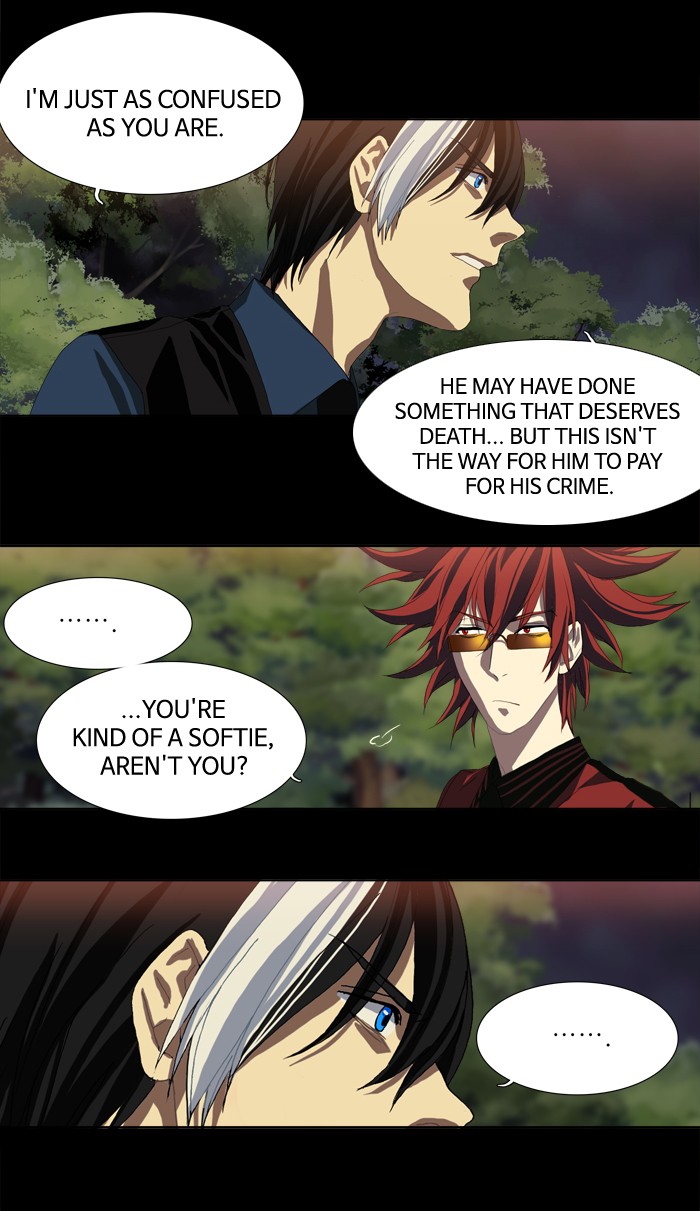 I'M JUST AS CONFUSED
AS YOU ARE.
HE MAY HAVE DONE
SOMETHING THAT DESERVES
DEATH... BUT THIS ISN'T
THE WAY FOR HIM TO PAY
FOR HIS CRIME.
…….
...YOU'RE
KIND OF A SOFTIE,
AREN'T YOU?
…….